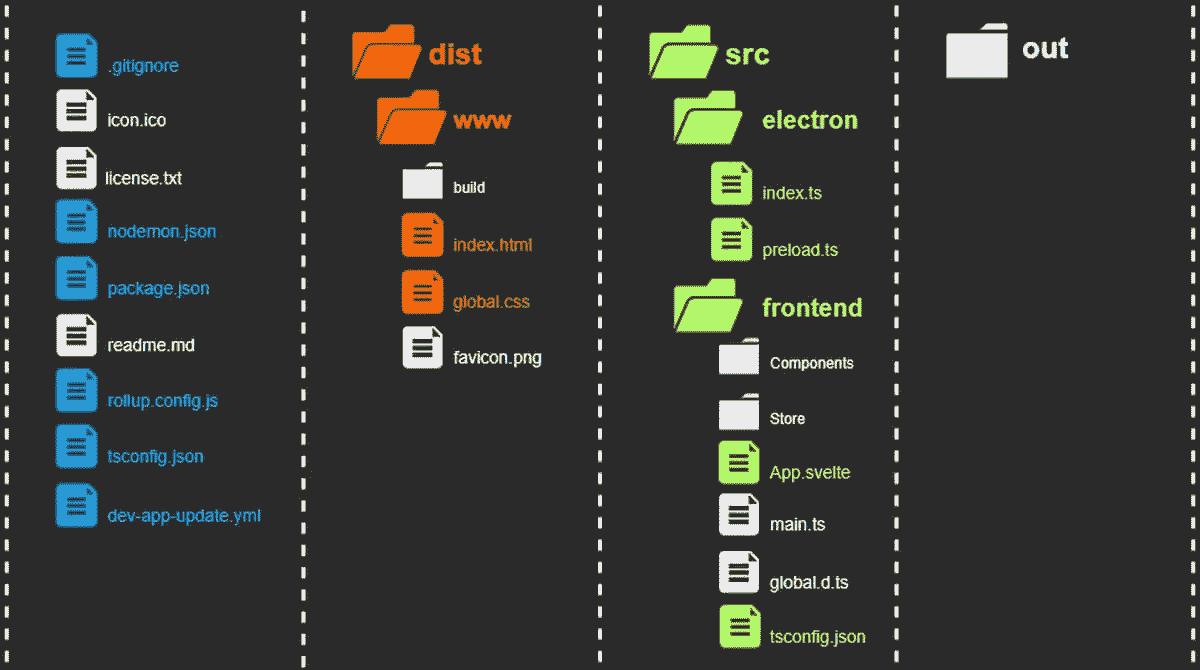 .gitignore
icon.ico
license.txt
nodemon.json
package.json
readme.md
rollup.config.js
tsconfig.json
dev-app-update.yml
dist
www
build
index.html
global.css
favicon.png
src
electron
index.ts
preload.ts
frontend
Components
Store
App.svelte
main.ts
global.d.ts
tsconfig.json
out